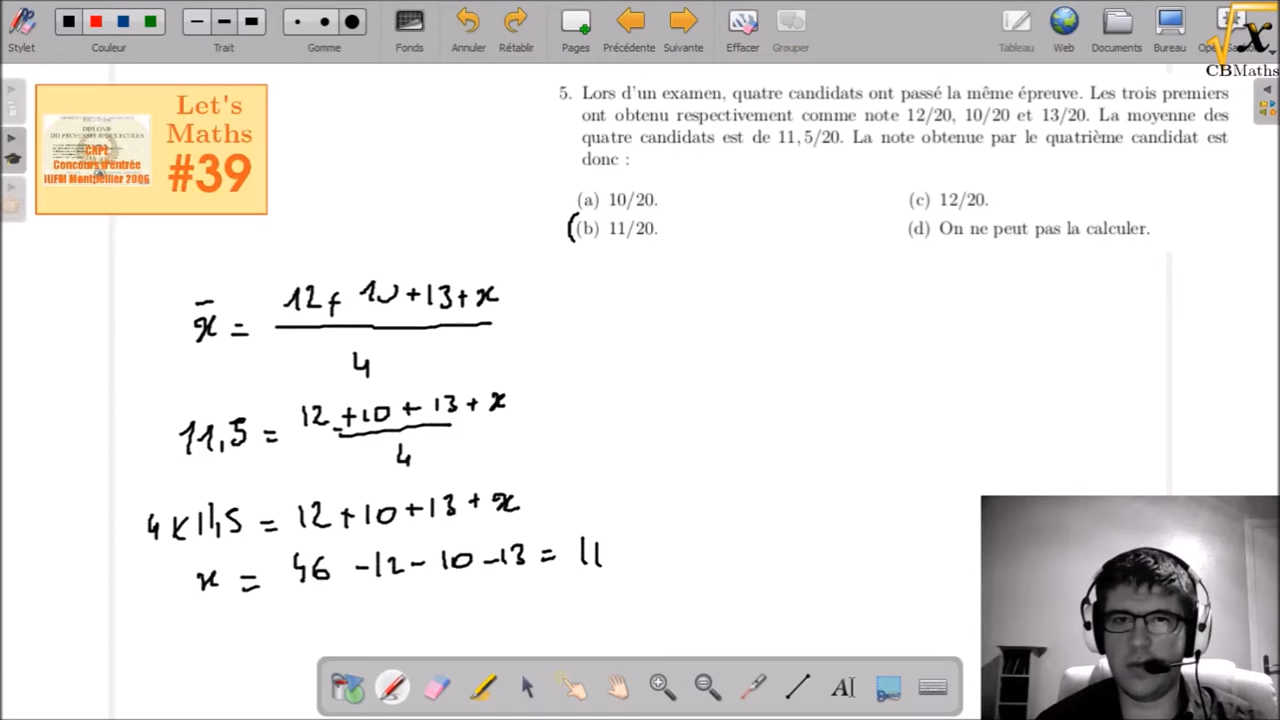 Stylet
Couleur
Trait
Gomme
Fonds
Annuler
Rétablir
Pages
Précédente
Suivante
Effacer
Grouper
Tableau
Web
Documents
Bureau
CBMaths
Let's
Maths
#39
DIPLOME
CRPE
Concours d'entrée
IUFM Montpellier 2006
5. Lors d'un examen, quatre candidats ont passé la même épreuve. Les trois premiers
ont obtenu respectivement comme note 12/20, 10/20 et 13/20. La moyenne des
quatre candidats est de 11, 5/20. La note obtenue par le quatrième candidat est
donc :
(a) 10/20.
(c) 12/20.
(b) 11/20.
(d) On ne peut pas la calculer.
x̄ = 12 + 10 + 13 + x
4
11,5 = 12 + 10 + 13 + x
4
4 x 11,5 = 12 + 10 + 13 + x
x = 46 - 12 - 10 - 13 = 11
AI